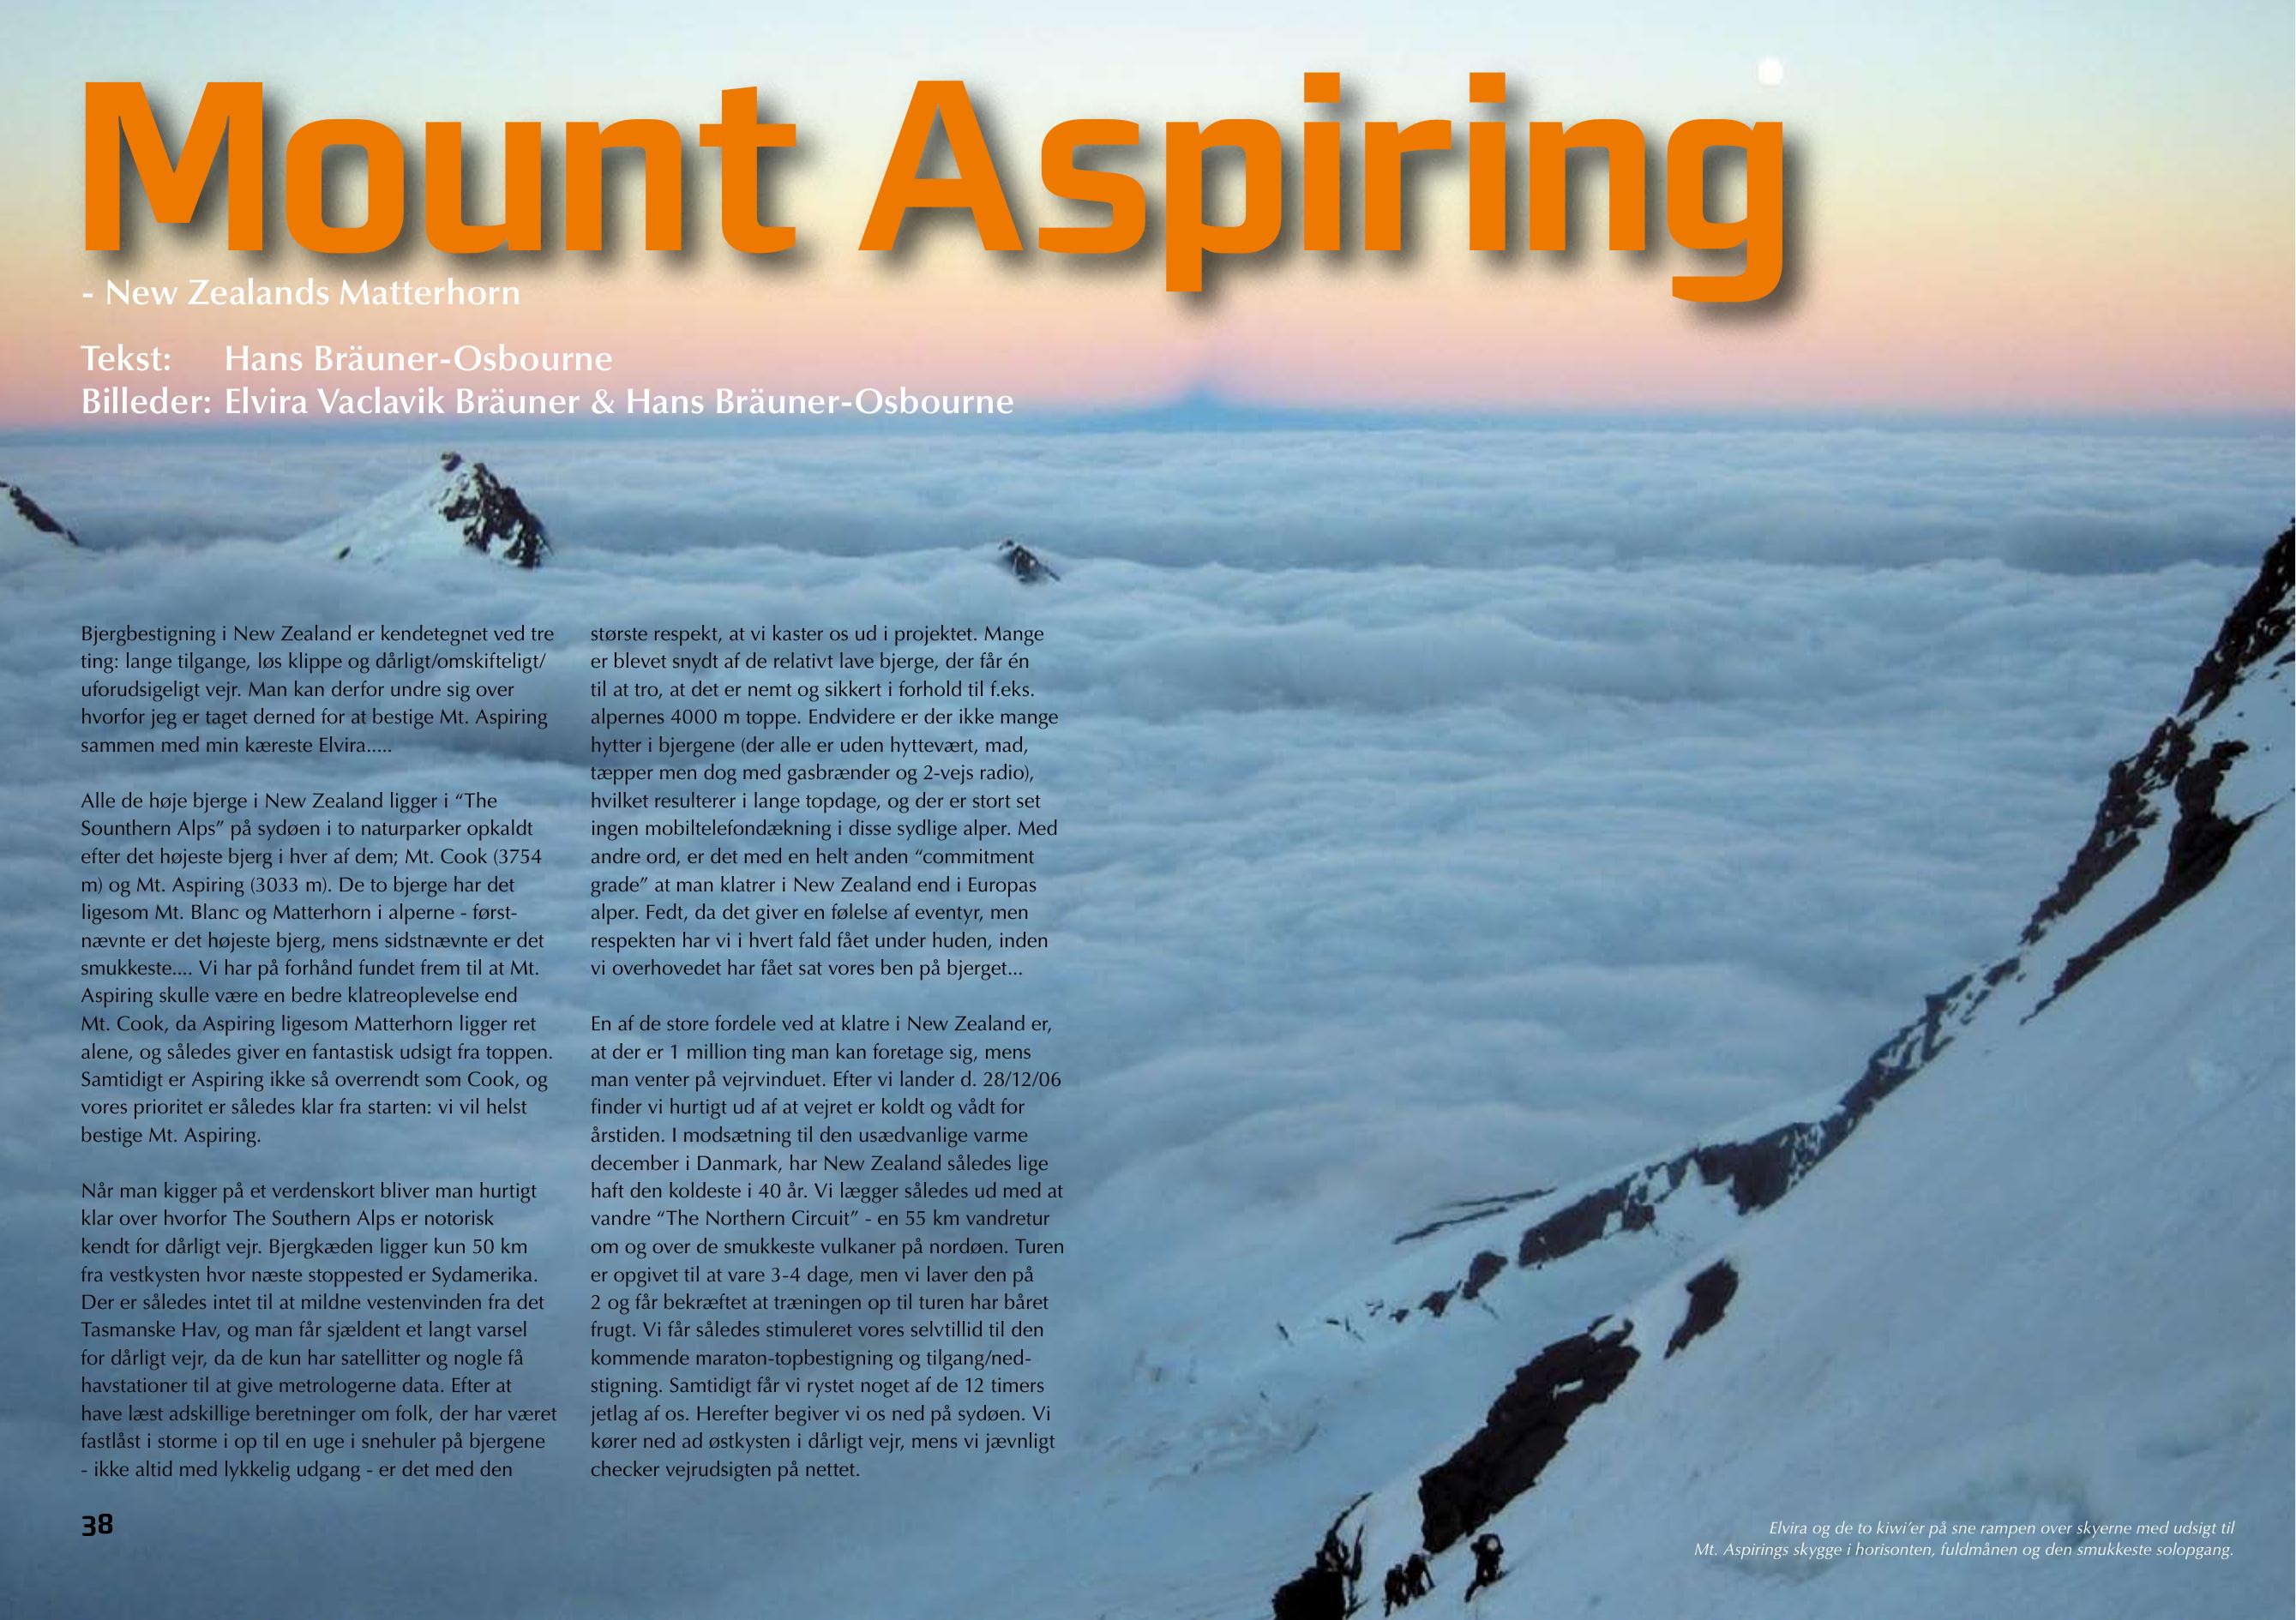 Mount Aspiring
- New Zealands Matterhorn
Tekst: Hans Bräuner-Osbourne
Billeder: Elvira Vaclavik Bräuner & Hans Bräuner-Osbourne
Bjergbestigning i New Zealand er kendetegnet ved tre
ting: lange tilgange, løs klippe og dårligt/omskifteligt/
uforudsigeligt vejr. Man kan derfor undre sig over
hvorfor jeg er taget derned for at bestige Mt. Aspiring
sammen med min kæreste Elvira.....
Alle de høje bjerge i New Zealand ligger i “The
Sounthern Alps” på sydøen i to naturparker opkaldt
efter det højeste bjerg i hver af dem; Mt. Cook (3754
m) og Mt. Aspiring (3033 m). De to bjerge har det
ligesom Mt. Blanc og Matterhorn i alperne - først-
nævnte er det højeste bjerg, mens sidstnævnte er det
smukkeste.... Vi har på forhånd fundet frem til at Mt.
Aspiring skulle være en bedre klatreoplevelse end
Mt. Cook, da Aspiring ligesom Matterhorn ligger ret
alene, og således giver en fantastisk udsigt fra toppen.
Samtidigt er Aspiring ikke så overrendt som Cook, og
vores prioritet er således klar fra starten: vi vil helst
bestige Mt. Aspiring.
Når man kigger på et verdenskort bliver man hurtigt
klar over hvorfor The Southern Alps er notorisk
kendt for dårligt vejr. Bjergkæden ligger kun 50 km
fra vestkysten hvor næste stoppested er Sydamerika.
Der er således intet til at mildne vestenvinden fra det
Tasmanske Hav, og man får sjældent et langt varsel
for dårligt vejr, da de kun har satellitter og nogle få
havstationer til at give metrologerne data. Efter at
have læst adskillige beretninger om folk, der har været
fastlåst i storme i op til en uge i snehuler på bjergene
- ikke altid med lykkelig udgang - er det med den
største respekt, at vi kaster os ud i projektet. Mange
er blevet snydt af de relativt lave bjerge, der får én
til at tro, at det er nemt og sikkert i forhold til f.eks.
alpernes 4000 m toppe. Endvidere er der ikke mange
hytter i bjergene (der alle er uden hyttevært, mad,
tæpper men dog med gasbrænder og 2-vejs radio),
hvilket resulterer i lange topdage, og der er stort set
ingen mobiltelefondækning i disse sydlige alper. Med
andre ord, er det med en helt anden “commitment
grade” at man klatrer i New Zealand end i Europas
alper. Fedt, da det giver en følelse af eventyr, men
respekten har vi i hvert fald fået under huden, inden
vi overhovedet har fået sat vores ben på bjerget...
En af de store fordele ved at klatre i New Zealand er,
at der er 1 million ting man kan foretage sig, mens
man venter på vejrvinduet. Efter vi lander d. 28/12/06
finder vi hurtigt ud af at vejret er koldt og vådt for
årstiden. I modsætning til den usædvanlige varme
december i Danmark, har New Zealand således lige
haft den koldeste i 40 år. Vi lægger således ud med at
vandre “The Northern Circuit” - en 55 km vandretur
om og over de smukkeste vulkaner på nordøen. Turen
er opgivet til at vare 3-4 dage, men vi laver den på
2 og får bekræftet at træningen op til turen har båret
frugt. Vi får således stimuleret vores selvtillid til den
kommende maraton-topbestigning og tilgang/ned-
stigning. Samtidigt får vi rystet noget af de 12 timers
jetlag af os. Herefter begiver vi os ned på sydøen. Vi
kører ned ad østkysten i dårligt vejr, mens vi jævnligt
checker vejrudsigten på nettet.
38
Elvira og de to kiwi’er på sne rampen over skyerne med udsigt til
Mt. Aspirings skygge i horisonten, fuldmånen og den smukkeste solopgang.